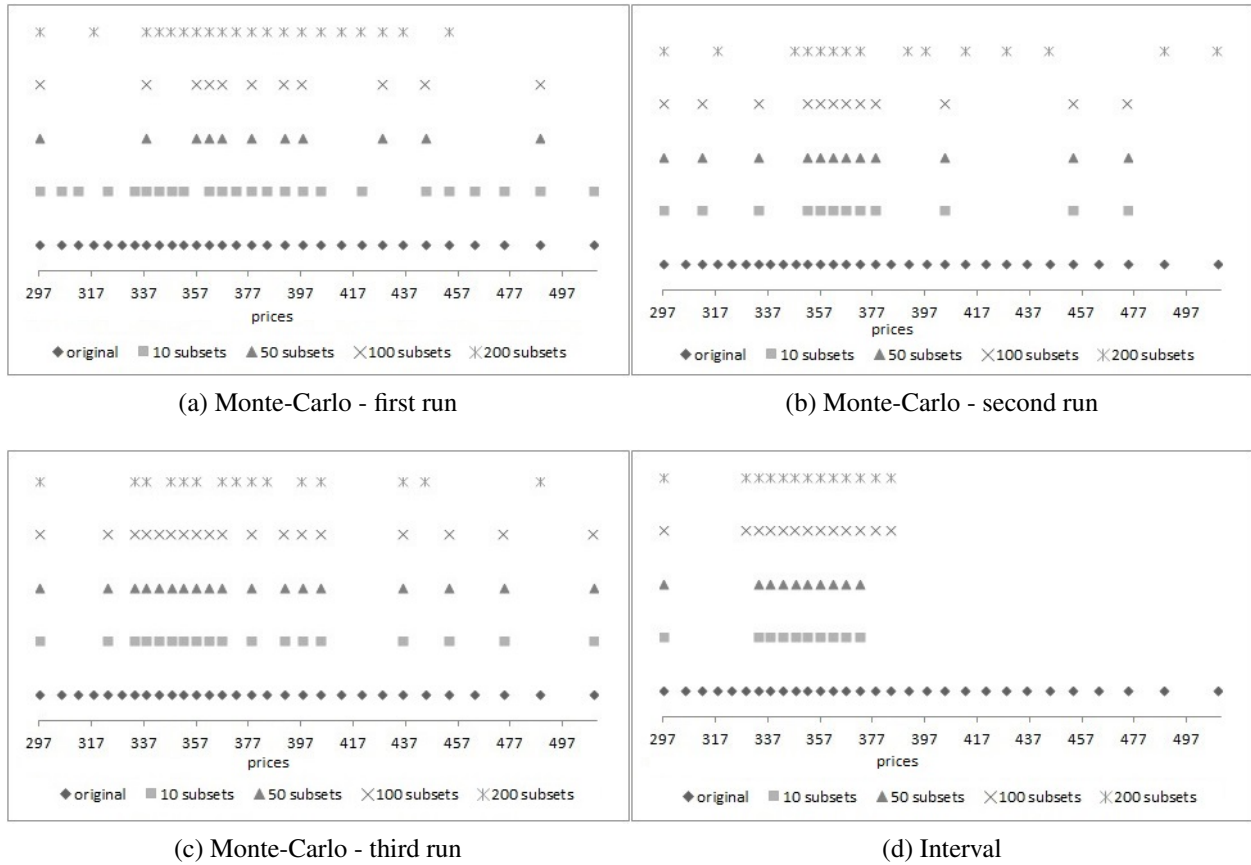 297 317 337 357 377 397 417 437 457 477 497
prices
original 10 subsets 50 subsets 100 subsets 200 subsets
(a) Monte-Carlo - first run
297 317 337 357 377 397 417 437 457 477 497
prices
original 10 subsets 50 subsets 100 subsets 200 subsets
(b) Monte-Carlo - second run
297 317 337 357 377 397 417 437 457 477 497
prices
original 10 subsets 50 subsets 100 subsets 200 subsets
(c) Monte-Carlo - third run
297 317 337 357 377 397 417 437 457 477 497
prices
original 10 subsets 50 subsets 100 subsets 200 subsets
(d) Interval